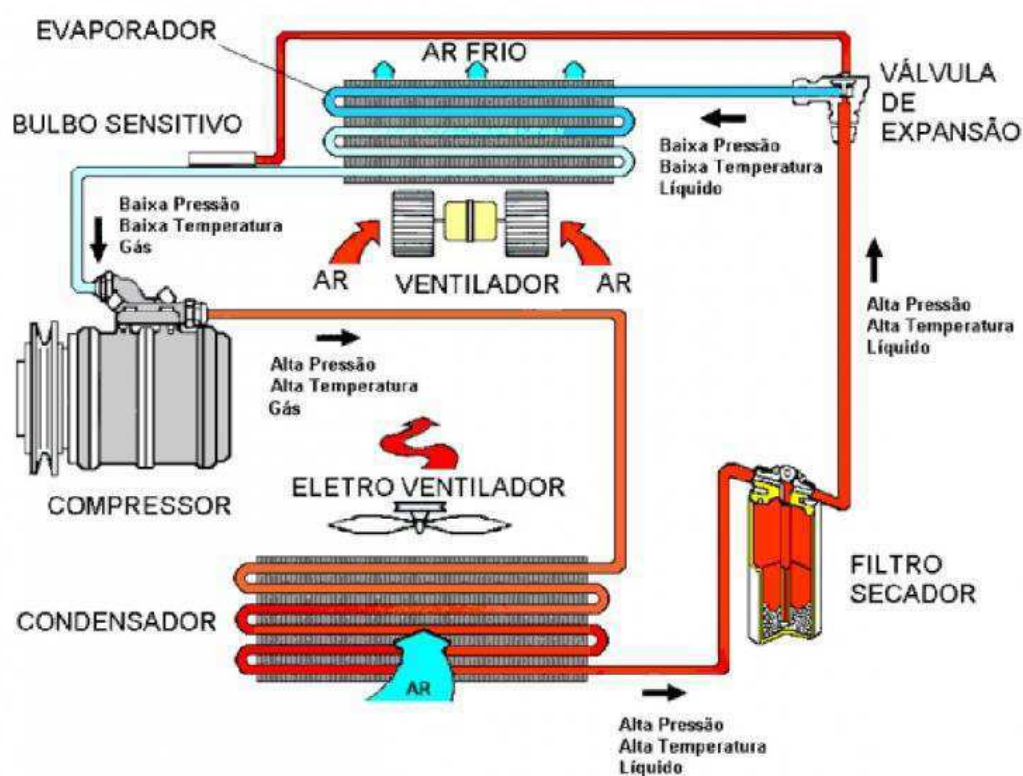 EVAPORADOR
AR FRIO
VÁLVULA
DE
EXPANSÃO
BULBO SENSITIVO
Baixa Pressão
Baixa Temperatura
Líquido
Baixa Pressão
Baixa Temperatura
Gás
AR
VENTILADOR
AR
Alta Pressão
Alta Temperatura
Líquido
Alta Pressão
Alta Temperatura
Gás
COMPRESSOR
ELETRO VENTILADOR
FILTRO
SECADOR
CONDENSADOR
AR
Alta Pressão
Alta Temperatura
Líquido